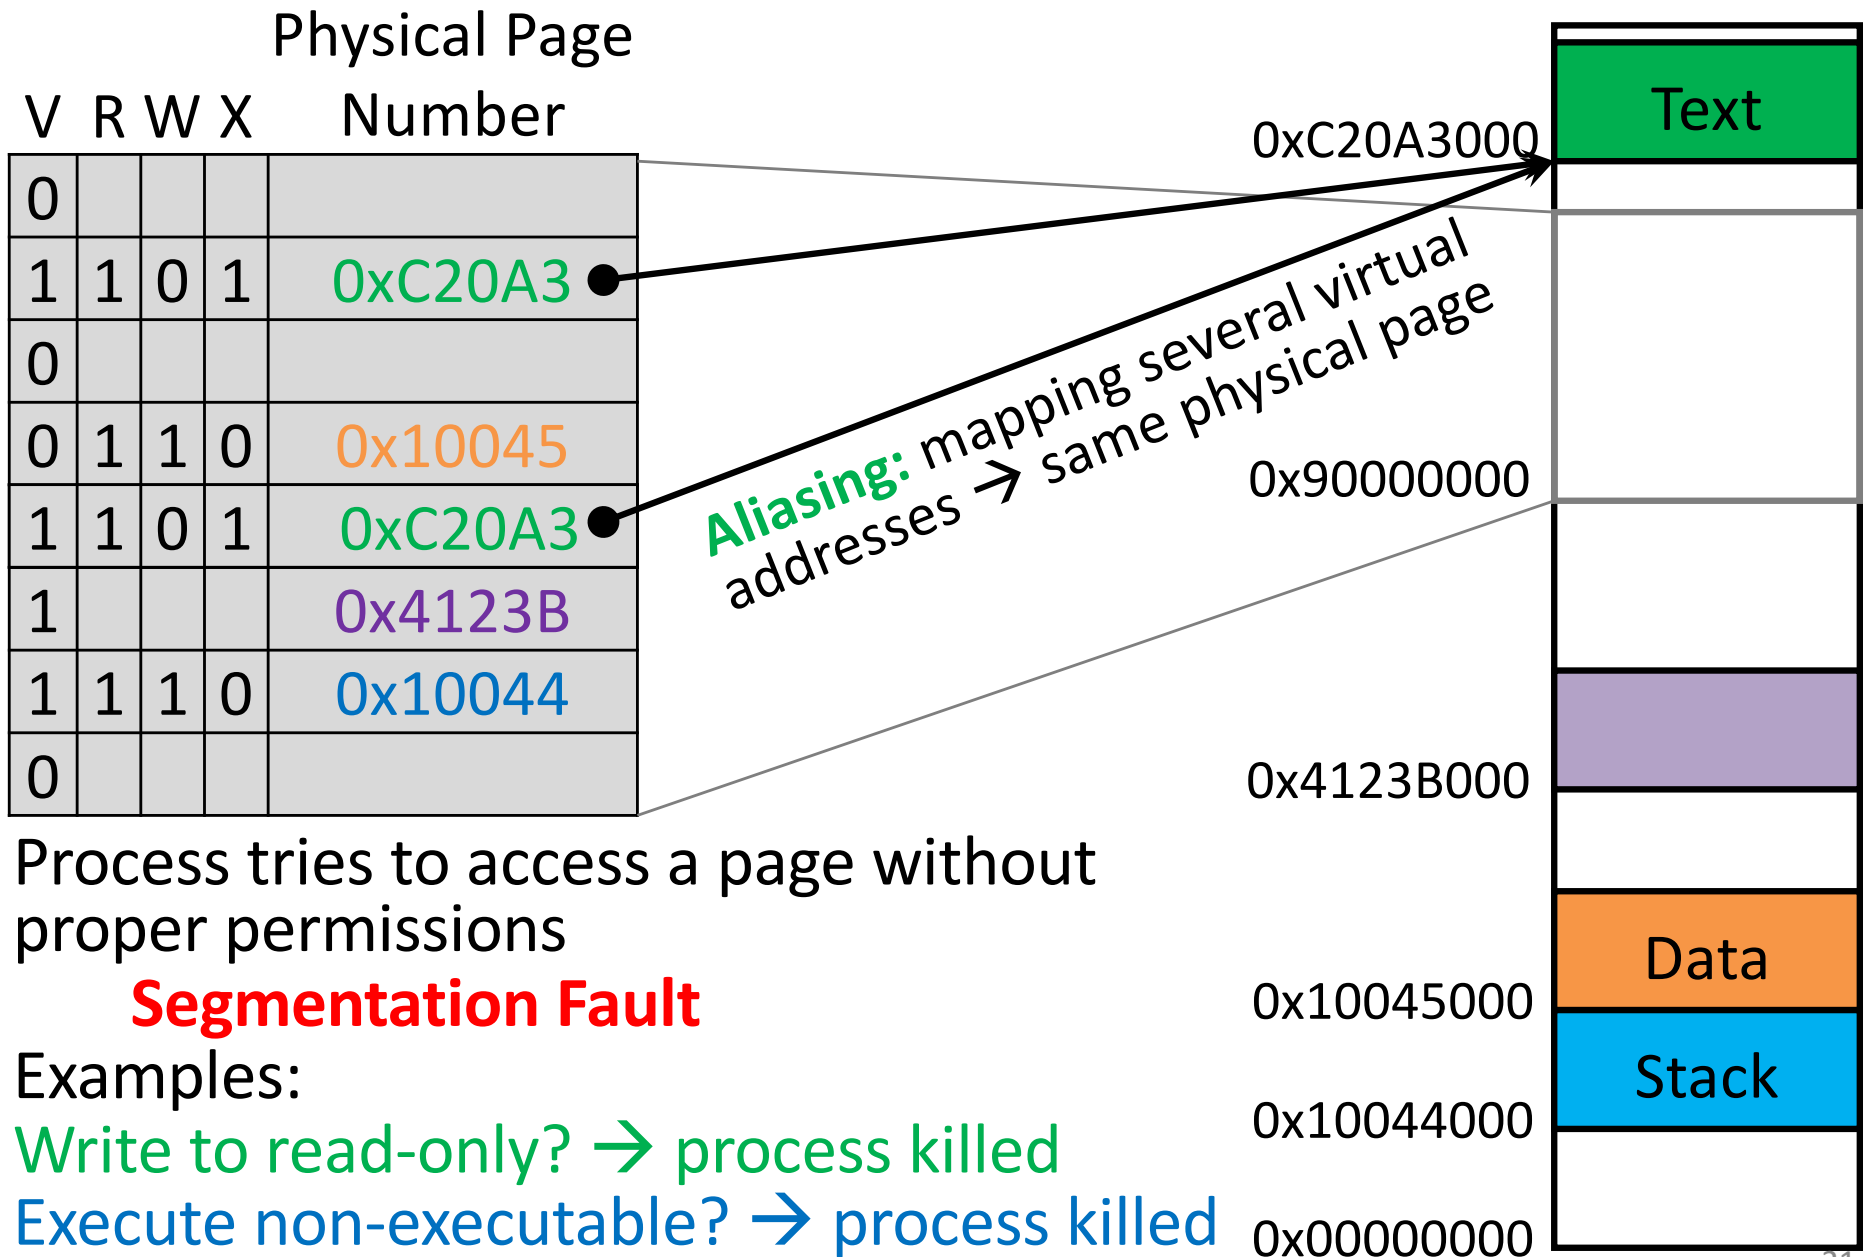 Physical Page
V R W X Number
0
1 1 0 1 0xC20A3
0
0 1 1 0 0x10045
1 1 0 1 0xC20A3
1 0x4123B
1 1 1 0 0x10044
0
Aliasing: mapping several virtual
addresses → same physical page
Process tries to access a page without
proper permissions
Segmentation Fault
Examples:
Write to read-only? → process killed
Execute non-executable? → process killed
Text
0xC20A3000
0x90000000
0x4123B000
Data
0x10045000
Stack
0x10044000
0x00000000